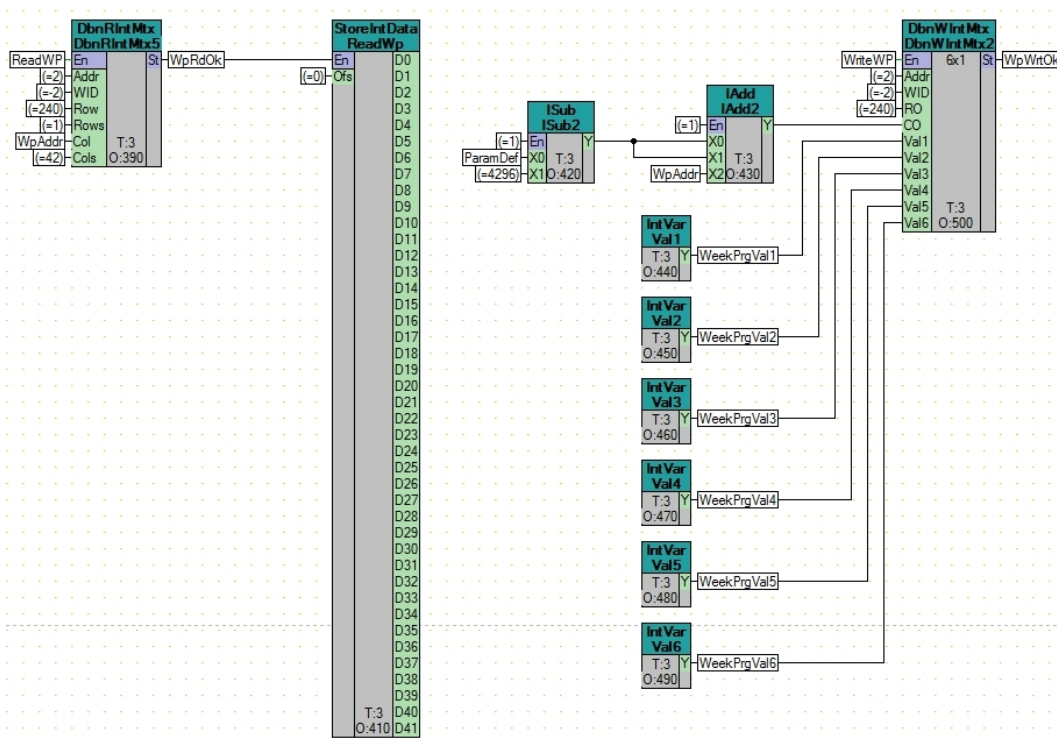 DbnRIntMtx
DbnRIntMtx5
ReadWP
En
St
WpRdOk
(=2)
Addr
(=-2)
WID
(=240)
Row
(=1)
Rows
WpAddr
Col
T:3
(=42)
Cols
O:390
StoreIntData
ReadWp
En
D0
(=0)
Ofs
D1
D2
D3
D4
D5
D6
D7
D8
D9
D10
D11
D12
D13
D14
D15
D16
D17
D18
D19
D20
D21
D22
D23
D24
D25
D26
D27
D28
D29
D30
D31
D32
D33
D34
D35
D36
D37
D38
D39
T:3
D40
O:410
D41
ISub
ISub2
(=1)
En
Y
ParamDef
X0
T:3
(=4296)
X1
O:420
IAdd
IAdd2
(=1)
En
Y
X0
X1
T:3
WpAddr
X2
O:430
IntVar
Val1
T:3
Y
WeekPrgVal1
O:440
IntVar
Val2
T:3
Y
WeekPrgVal2
O:450
IntVar
Val3
T:3
Y
WeekPrgVal3
O:460
IntVar
Val4
T:3
Y
WeekPrgVal4
O:470
IntVar
Val5
T:3
Y
WeekPrgVal5
O:480
IntVar
Val6
T:3
Y
WeekPrgVal6
O:490
DbnWIntMtx
DbnWIntMtx2
WriteWP
En
6x1
St
WpWrtOk
(=2)
Addr
(=-2)
WID
(=240)
RO
CO
Val1
Val2
Val3
Val4
Val5
T:3
Val6
O:500